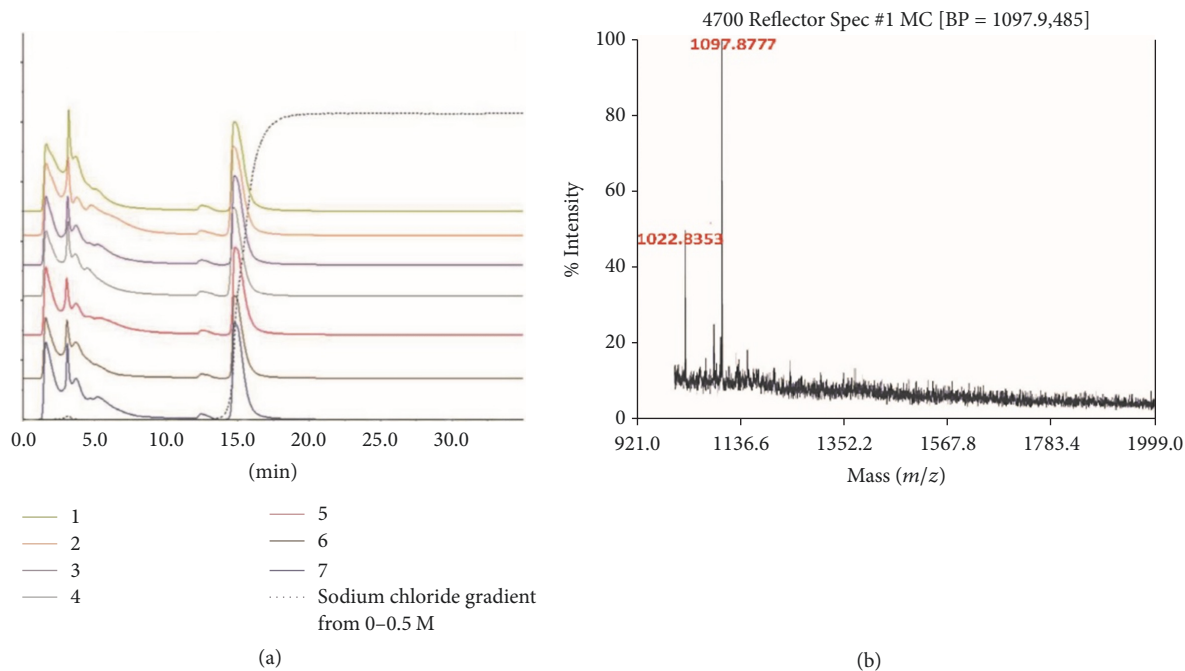 0.0 5.0 10.0 15.0 20.0 25.0 30.0
(min)
1
2
3
4
5
6
7
Sodium chloride gradient
from 0–0.5 M
(a)
4700 Reflector Spec #1 MC [BP = 1097.9,485]
1097.8777
1022.8353
100
80
60
40
20
0
% Intensity
921.0 1136.6 1352.2 1567.8 1783.4 1999.0
Mass (m/z)
(b)